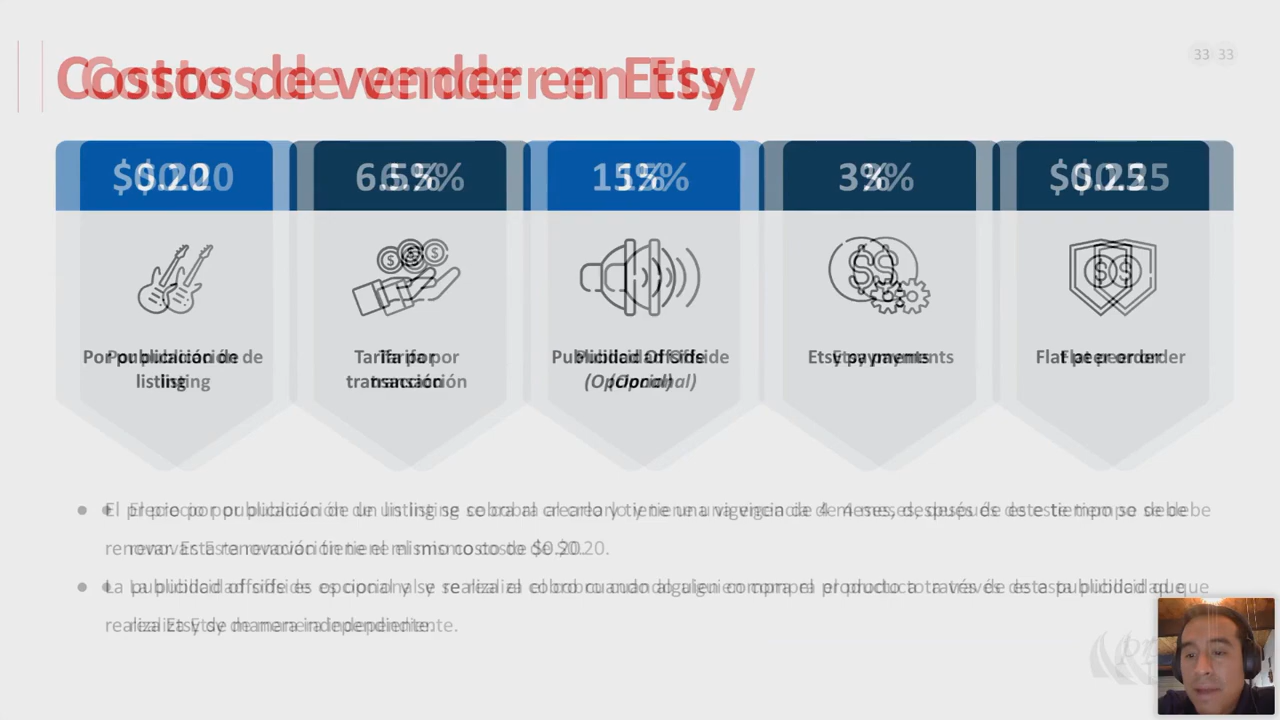 Costos de vender en Etsy
33
$0.20
6.5%
15%
3%
$0.25
Por publicación de
listing
Tarifa por
transacción
Publicidad Offside
(Opcional)
Etsy payments
Flat per order
El precio por publicación de un listing se cobra al crearlo y tiene una vigencia de 4 meses, después de este tiempo se debe
renovar. Esta renovación tiene el mismo costo de $0.20.
La publicidad offside es opcional y se realiza el cobro cuando alguien compra el producto a través de esta publicidad que
realiza Etsy de manera independiente.